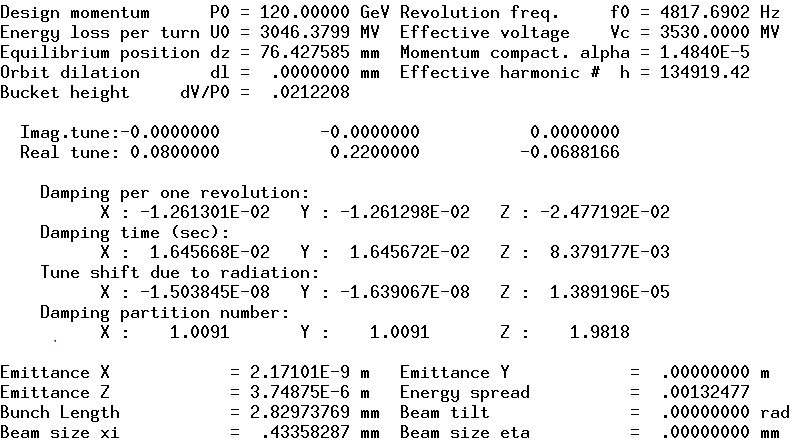 Design momentum      P0 = 120.00000 GeV Revolution freq.     f0 = 4817.6902 Hz
Energy loss per turn U0 = 3046.3799 MV  Effective voltage    Vc = 3530.0000 MV
Equilibrium position dz = 76.427585 mm  Momentum compact. alpha = 1.4840E-5
Orbit dilation       dl =  .0000000 mm  Effective harmonic #  h = 134919.42
Bucket height     dV/P0 =  .0212208
Imag.tune:-0.0000000          -0.0000000           0.0000000
Real tune: 0.0800000           0.2200000          -0.0688166
Damping per one revolution:
X : -1.261301E-02  Y : -1.261298E-02  Z : -2.477192E-02
Damping time (sec):
X :  1.645668E-02  Y :  1.645672E-02  Z :  8.379177E-03
Tune shift due to radiation:
X : -1.503845E-08  Y : -1.639067E-08  Z :  1.389196E-05
Damping partition number:
X :    1.0091      Y :    1.0091      Z :    1.9818
Emittance X            = 2.17101E-9 m   Emittance Y            =  .00000000 m
Emittance Z            = 3.74875E-6 m   Energy spread          =  .00132477
Bunch Length           = 2.82973769 mm  Beam tilt              =  .00000000 rad
Beam size xi           =  .43358287 mm  Beam size eta          =  .00000000 mm